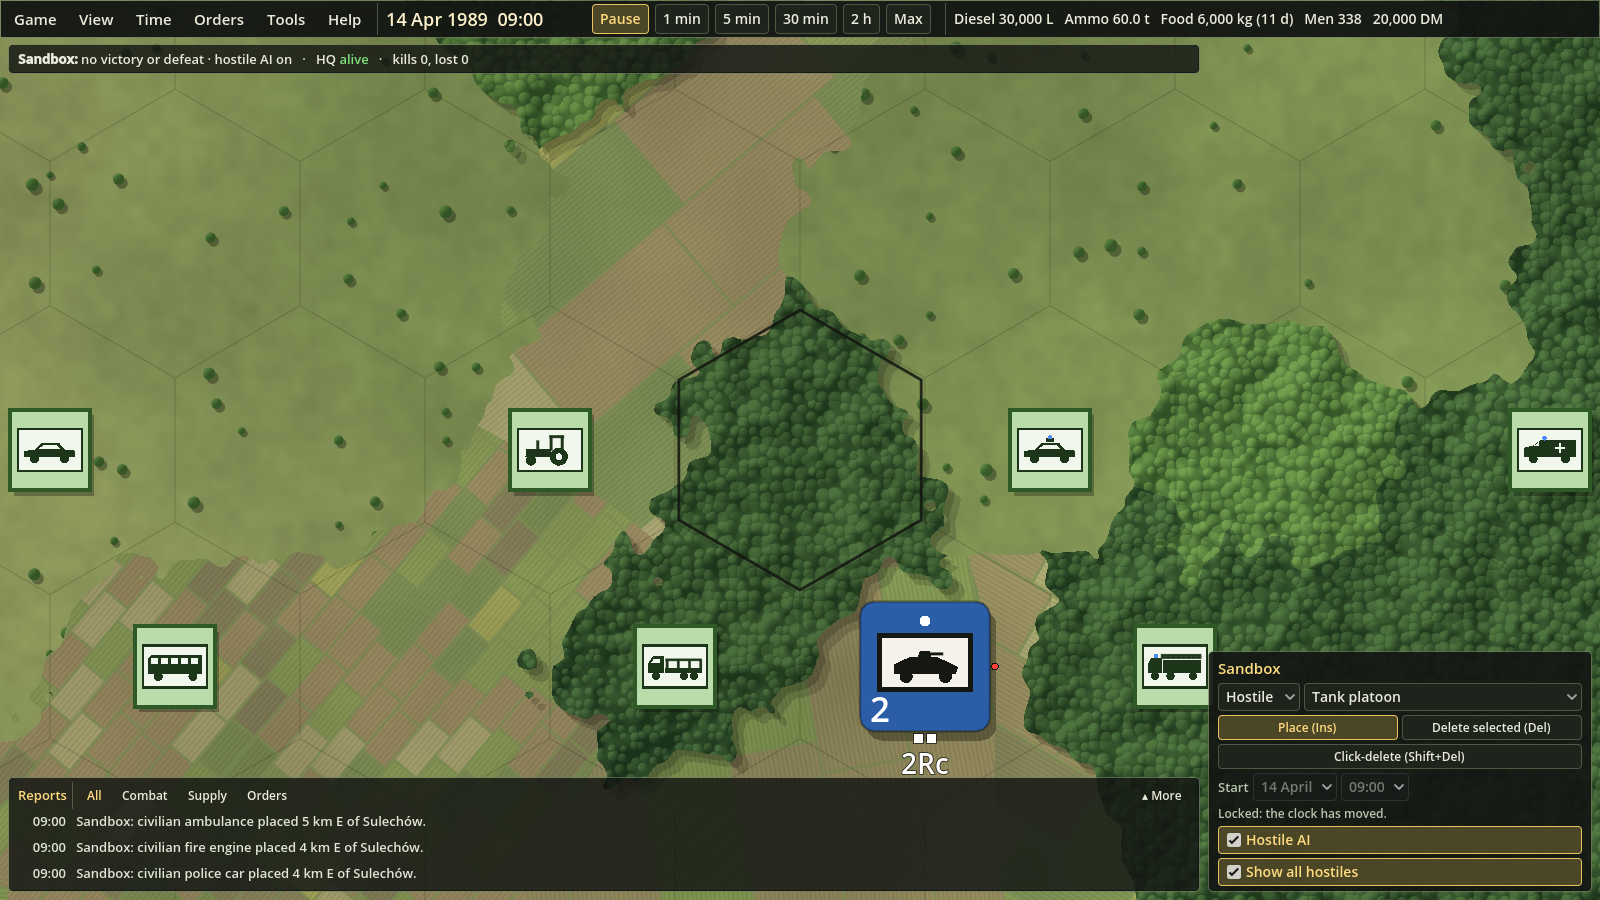 Game View Time Orders Tools Help 14 Apr 1989 09:00 Pause 1 min 5 min 30 min 2 h Max Diesel 30,000 L Ammo 60.0 t Food 6,000 kg (11 d) Men 338 20,000 DM
Sandbox: no victory or defeat · hostile AI on · HQ alive · kills 0, lost 0
2
2Rc
Reports All Combat Supply Orders More
09:00 Sandbox: civilian ambulance placed 5 km E of Sulechów.
09:00 Sandbox: civilian fire engine placed 4 km E of Sulechów.
09:00 Sandbox: civilian police car placed 4 km E of Sulechów.
Sandbox
Hostile Tank platoon
Place (Ins) Delete selected (Del)
Click-delete (Shift+Del)
Start 14 April 09:00
Locked: the clock has moved.
Hostile AI
Show all hostiles